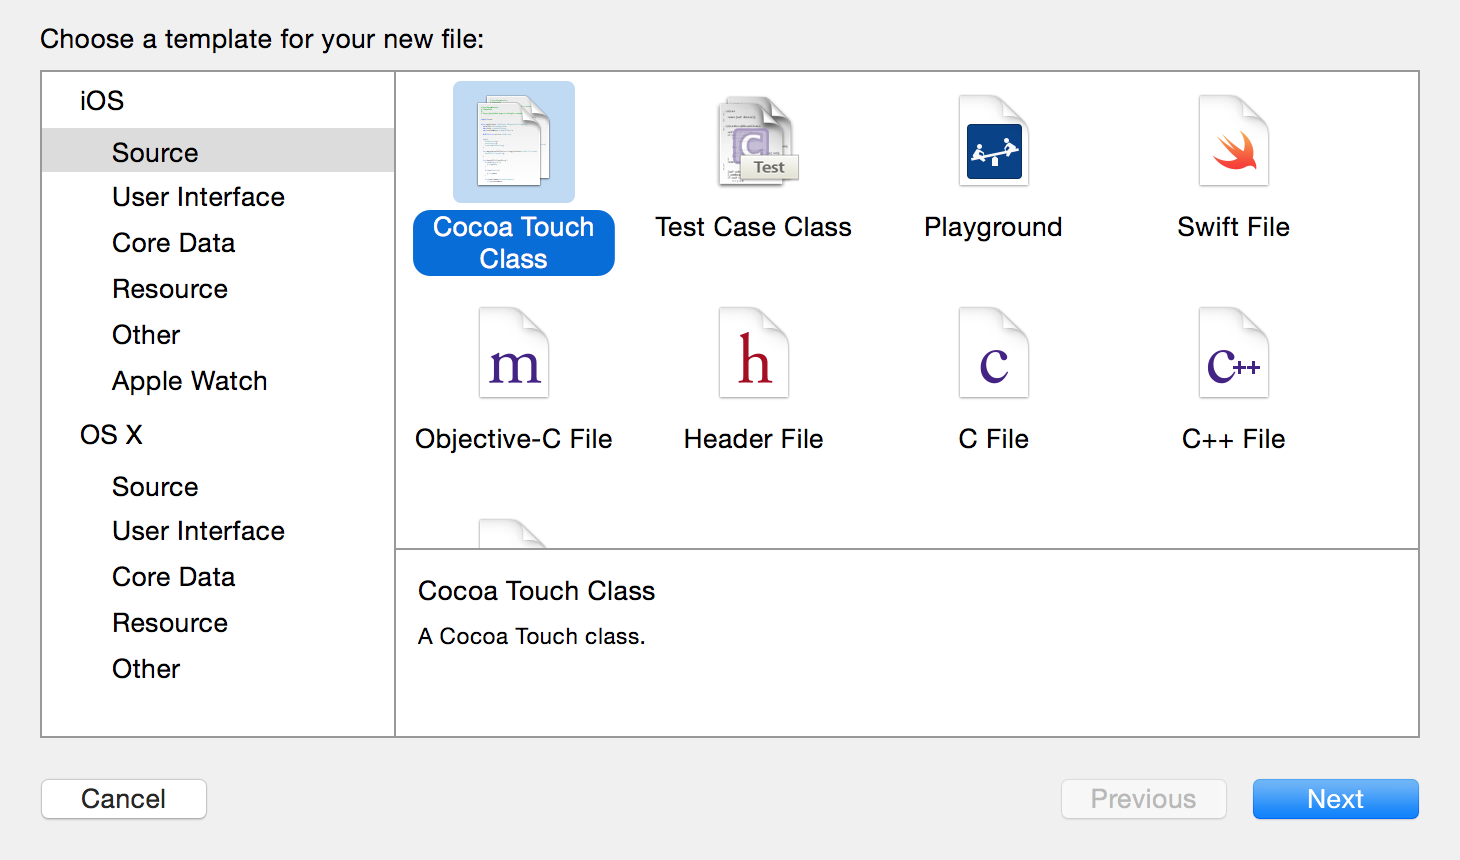 Choose a template for your new file:
iOS
Source
User Interface
Core Data
Resource
Other
Apple Watch
OS X
Source
User Interface
Core Data
Resource
Other
Cocoa Touch
Class
Test
Test Case Class
Playground
Swift File
m
Objective-C File
h
Header File
c
C File
c++
C++ File
Cocoa Touch Class
A Cocoa Touch class.
Cancel
Previous
Next